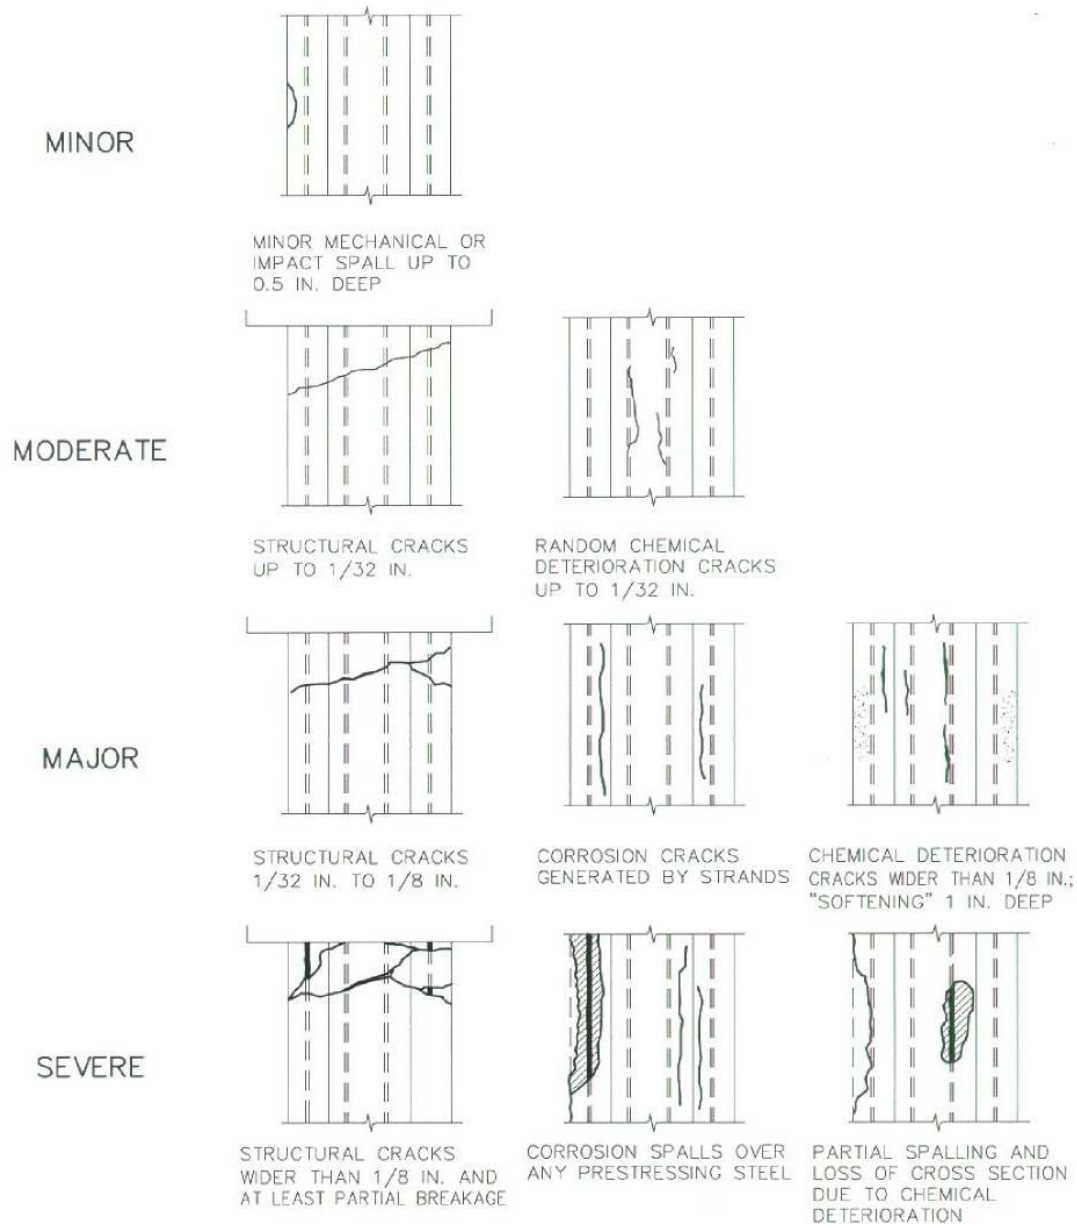 MINOR
MINOR MECHANICAL OR
IMPACT SPALL UP TO
0.5 IN. DEEP
MODERATE
STRUCTURAL CRACKS
UP TO 1/32 IN.
RANDOM CHEMICAL
DETERIORATION CRACKS
UP TO 1/32 IN.
MAJOR
STRUCTURAL CRACKS
1/32 IN. TO 1/8 IN.
CORROSION CRACKS
GENERATED BY STRANDS
CHEMICAL DETERIORATION
CRACKS WIDER THAN 1/8 IN.;
"SOFTENING" 1 IN. DEEP
SEVERE
STRUCTURAL CRACKS
WIDER THAN 1/8 IN. AND
AT LEAST PARTIAL BREAKAGE
CORROSION SPALLS OVER
ANY PRESTRESSING STEEL
PARTIAL SPALLING AND
LOSS OF CROSS SECTION
DUE TO CHEMICAL
DETERIORATION